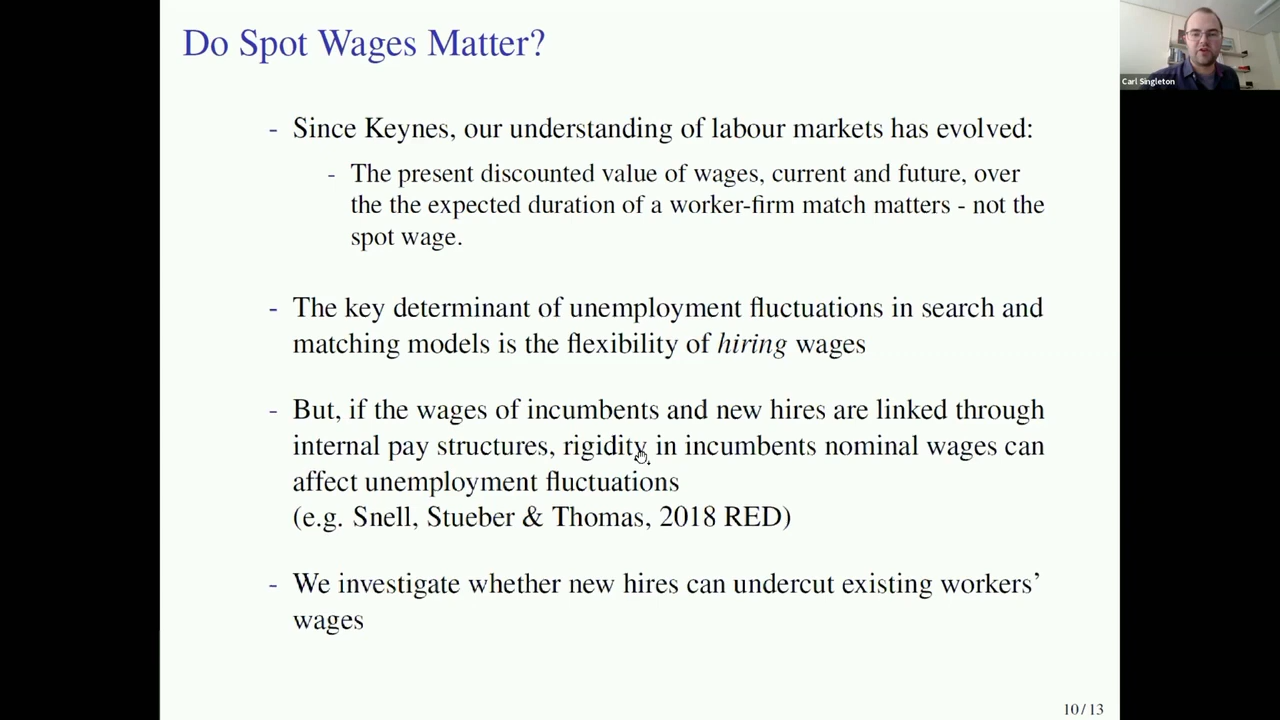 Do Spot Wages Matter?
Carl Singleton
- Since Keynes, our understanding of labour markets has evolved:
- The present discounted value of wages, current and future, over
the the expected duration of a worker-firm match matters - not the
spot wage.
- The key determinant of unemployment fluctuations in search and
matching models is the flexibility of hiring wages
- But, if the wages of incumbents and new hires are linked through
internal pay structures, rigidity in incumbents nominal wages can
affect unemployment fluctuations
(e.g. Snell, Stueber & Thomas, 2018 RED)
- We investigate whether new hires can undercut existing workers’
wages
10 / 13